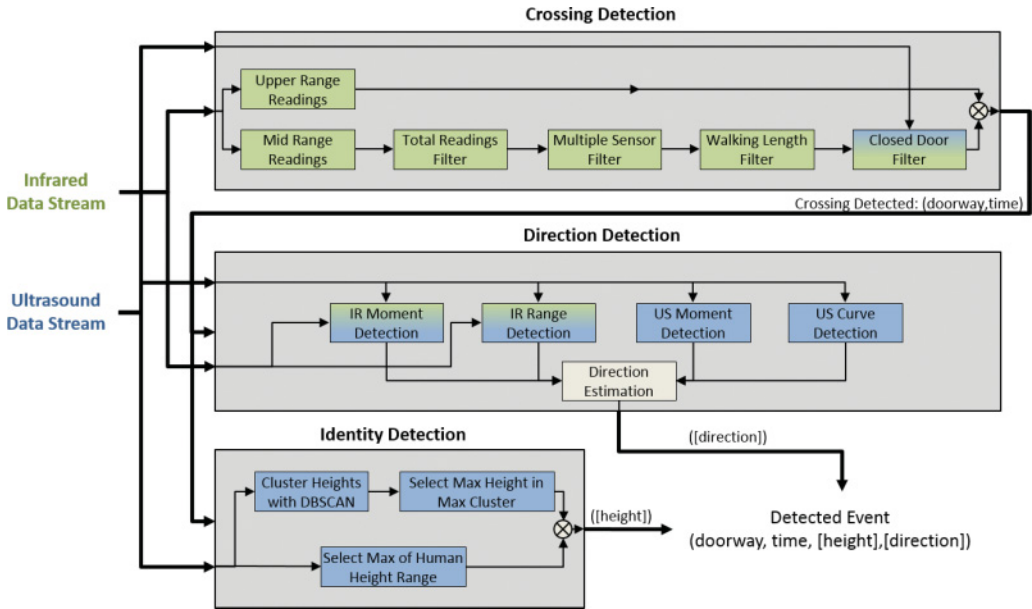 Crossing Detection
Upper Range
Readings
Mid Range
Readings
Total Readings
Filter
Multiple Sensor
Filter
Walking Length
Filter
Closed Door
Filter
Infrared
Data Stream
Crossing Detected: (doorway,time)
Direction Detection
Ultrasound
Data Stream
IR Moment
Detection
IR Range
Detection
US Moment
Detection
US Curve
Detection
Direction
Estimation
([direction])
Identity Detection
Cluster Heights
with DBSCAN
Select Max Height in
Max Cluster
Select Max of Human
Height Range
([height])
Detected Event
(doorway, time, [height],[direction])